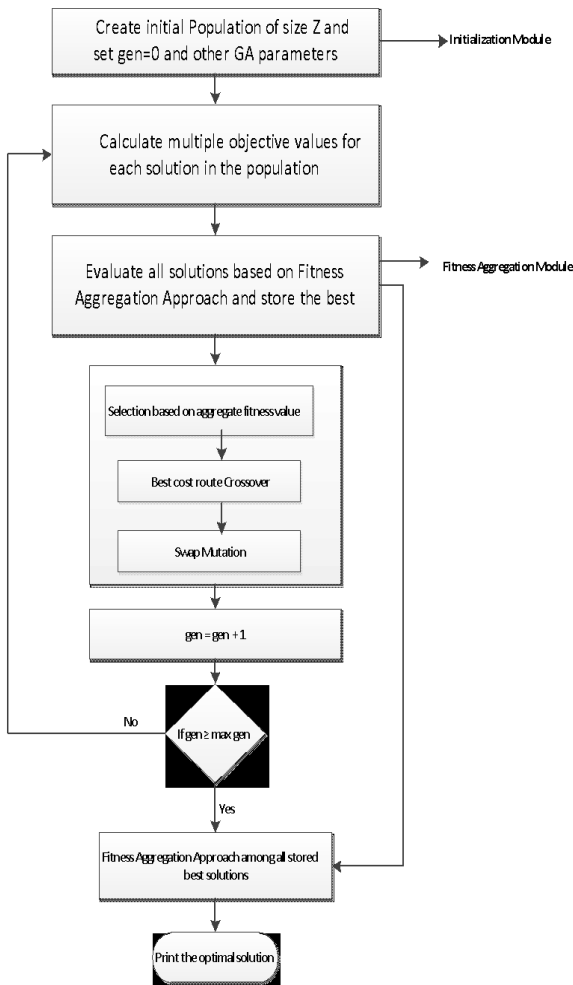 Create initial Population of size Z and
set gen=0 and other GA parameters
Initialization Module
Calculate multiple objective values for
each solution in the population
Evaluate all solutions based on Fitness
Aggregation Approach and store the best
Fitness Aggregation Module
Selection based on aggregate fitness value
Best cost route Crossover
Swap Mutation
gen = gen + 1
No
If gen ≥ max gen
Yes
Fitness Aggregation Approach among all stored
best solutions
Print the optimal solution